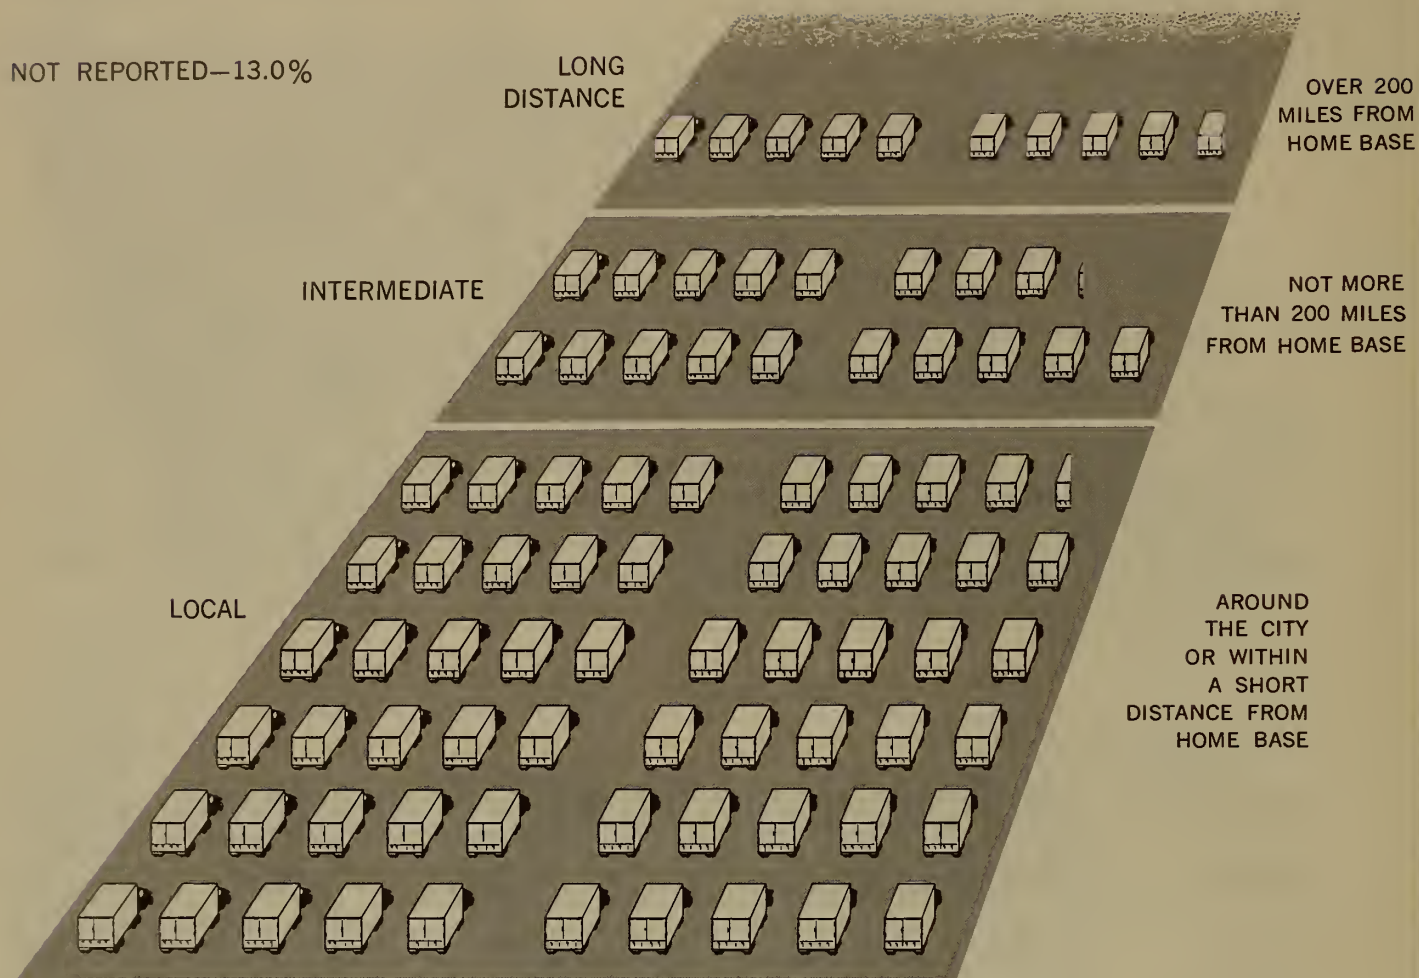 NOT REPORTED—13.0%
LONG
DISTANCE
OVER 200
MILES FROM
HOME BASE
INTERMEDIATE
NOT MORE
THAN 200 MILES
FROM HOME BASE
LOCAL
AROUND
THE CITY
OR WITHIN
A SHORT
DISTANCE FROM
HOME BASE